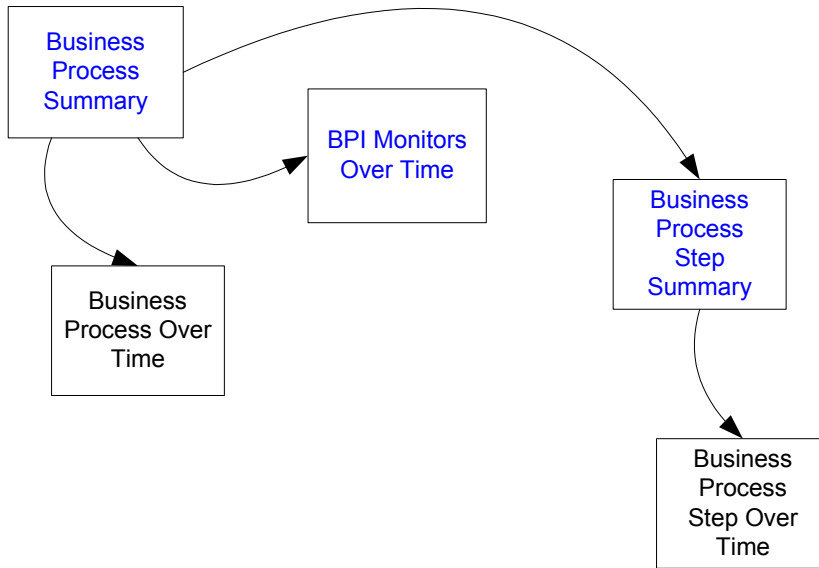 Business
Process
Summary
BPI Monitors
Over Time
Business
Process
Step
Summary
Business
Process Over
Time
Business
Process
Step Over
Time